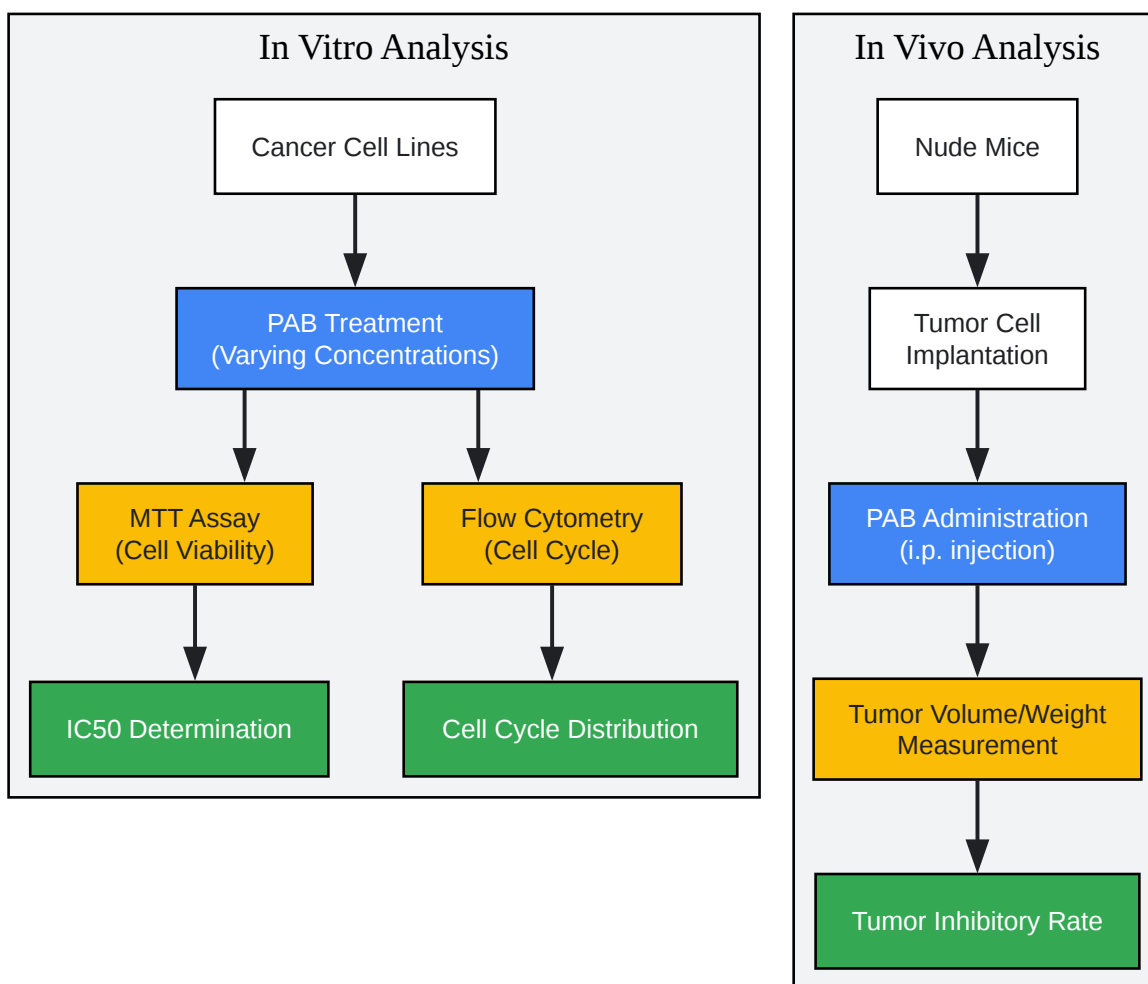 In Vitro Analysis
Cancer Cell Lines
PAB Treatment
(Varying Concentrations)
MTT Assay
(Cell Viability)
Flow Cytometry
(Cell Cycle)
IC50 Determination
Cell Cycle Distribution
In Vivo Analysis
Nude Mice
Tumor Cell
Implantation
PAB Administration
(i.p. injection)
Tumor Volume/Weight
Measurement
Tumor Inhibitory Rate